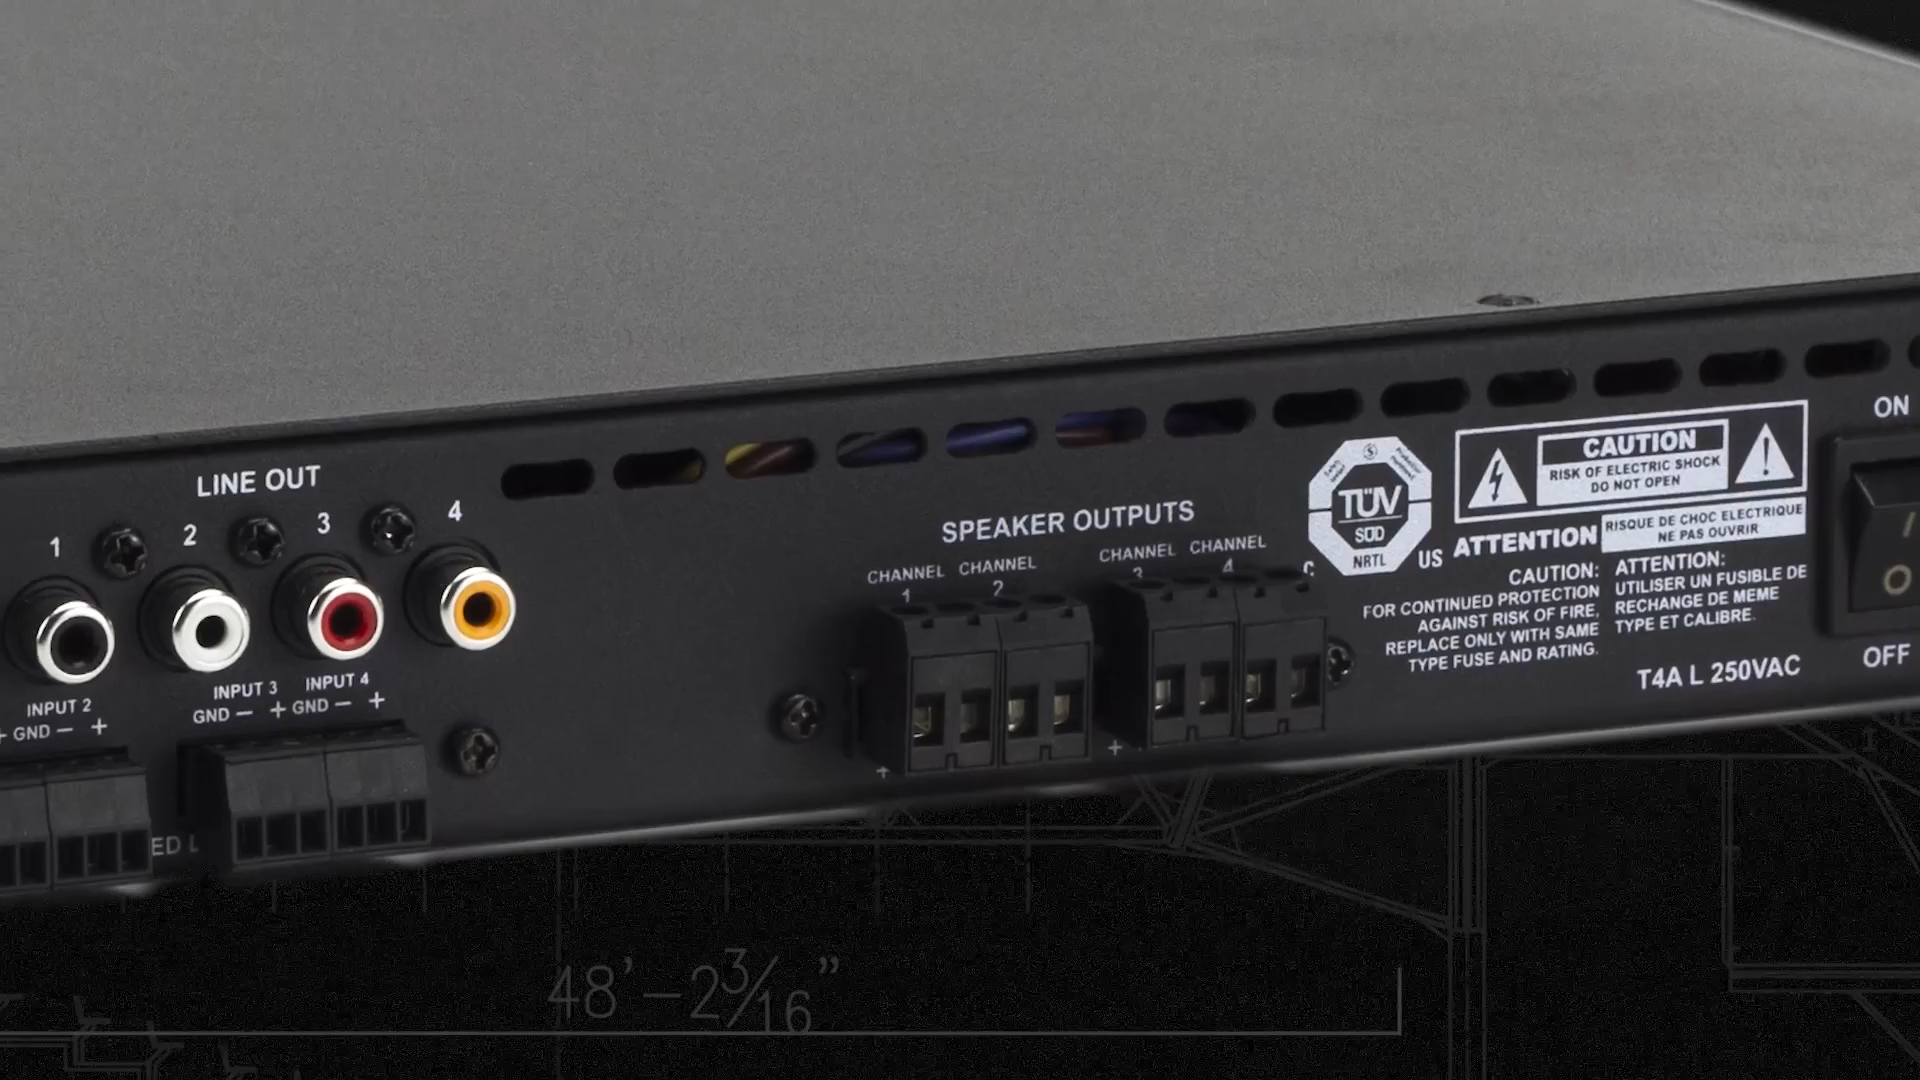 LINE OUT
1 2 3 4
INPUT 2
+ GND — +
INPUT 3 INPUT 4
GND — + GND — +
ED L
SPEAKER OUTPUTS
CHANNEL CHANNEL CHANNEL CHANNEL
1 2 3 4
+ +
TÜV
SÜD
NRTL
C US
CAUTION
RISK OF ELECTRIC SHOCK
DO NOT OPEN
ATTENTION
RISQUE DE CHOC ELECTRIQUE
NE PAS OUVRIR
CAUTION:
FOR CONTINUED PROTECTION
AGAINST RISK OF FIRE,
REPLACE ONLY WITH SAME
TYPE FUSE AND RATING.
ATTENTION:
UTILISER UN FUSIBLE DE
RECHANGE DE MEME
TYPE ET CALIBRE.
T4A L 250VAC
ON
I
O
OFF
48'-2 3/16"